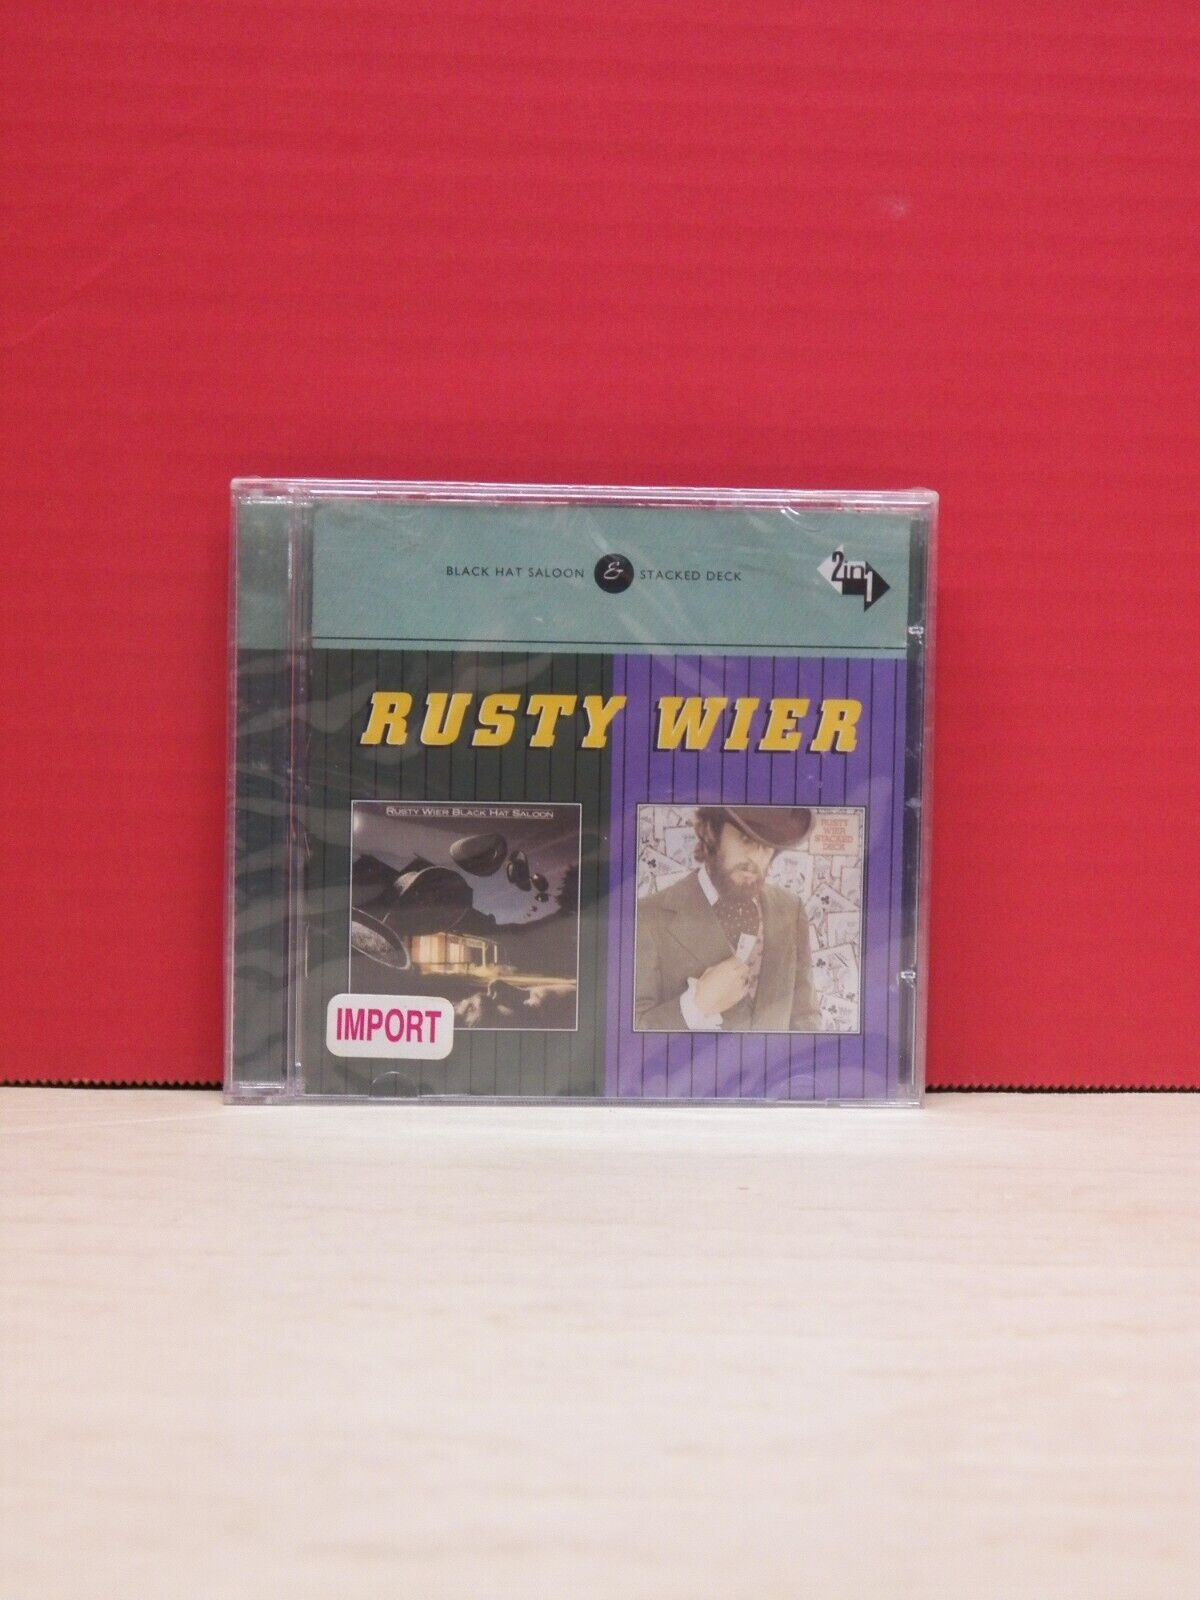 BLACK HAT SALOON & STACKED DECK
2in1
RUSTY WIER
RUSTY WIER BLACK HAT SALOON
RUSTY
WIER
STACKED
DECK
IMPORT